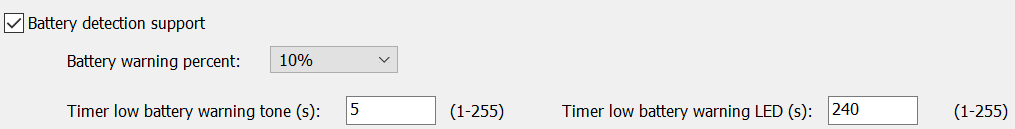 Battery detection support
Battery warning percent: 10%
Timer low battery warning tone (s): 5 (1-255) Timer low battery warning LED (s): 240 (1-255)